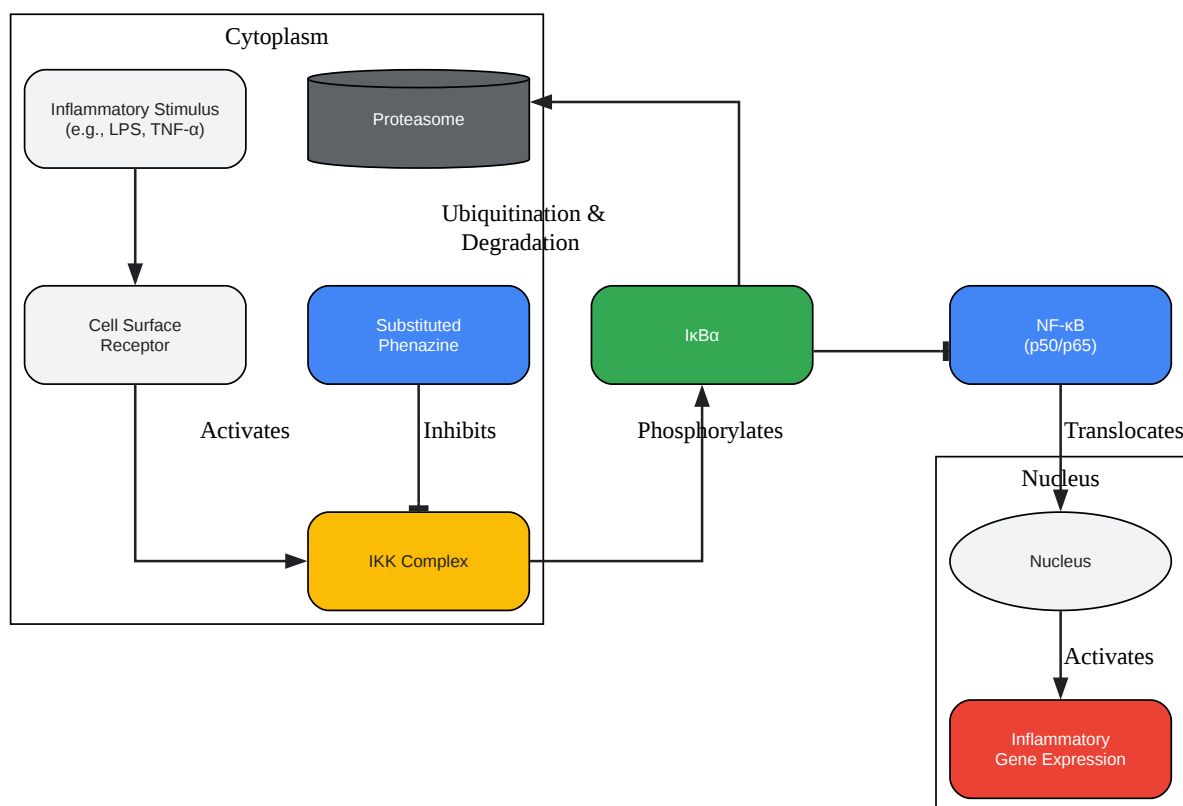 Cytoplasm
Inflammatory Stimulus
(e.g., LPS, TNF-α)
Proteasome
Ubiquitination &
Degradation
Cell Surface
Receptor
Substituted
Phenazine
IκBα
NF-κB
(p50/p65)
Activates
Inhibits
Phosphorylates
Translocates
Nucleus
IKK Complex
Nucleus
Activates
Inflammatory
Gene Expression